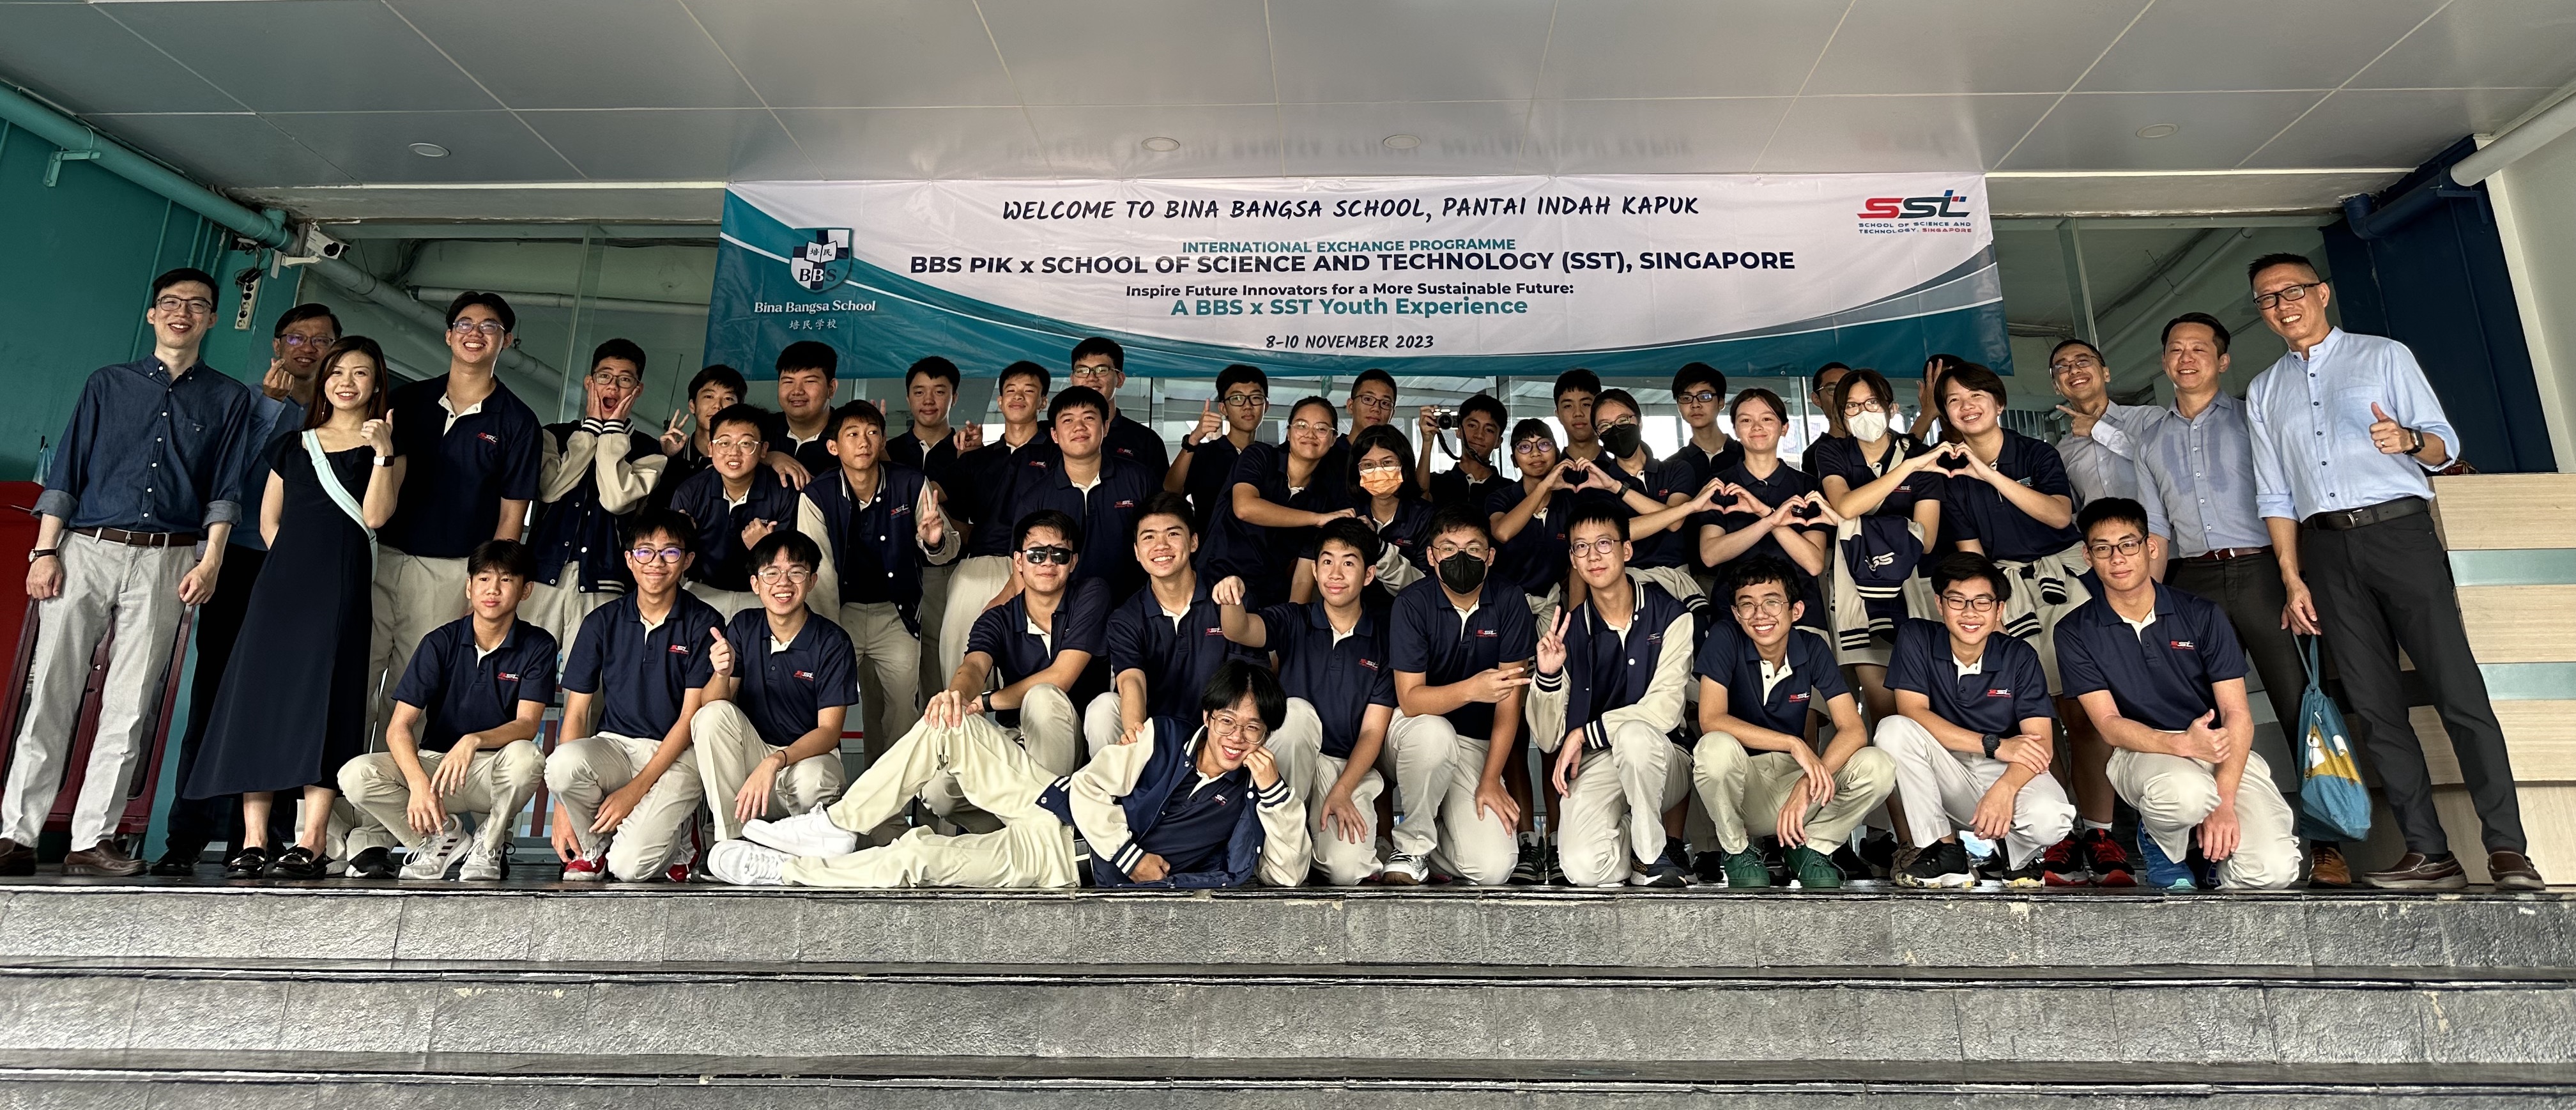 WELCOME TO BINA BANGSA SCHOOL, PANTAI INDAH KAPUK
INTERNATIONAL EXCHANGE PROGRAMME
BBS PIK x SCHOOL OF SCIENCE AND TECHNOLOGY (SST), SINGAPORE
Inspire Future Innovators for a More Sustainable Future:
A BBS x SST Youth Experience
8-10 NOVEMBER 2023
培民
BBS
Bina Bangsa School
培民学校
SST
SCHOOL OF SCIENCE AND
TECHNOLOGY, SINGAPORE